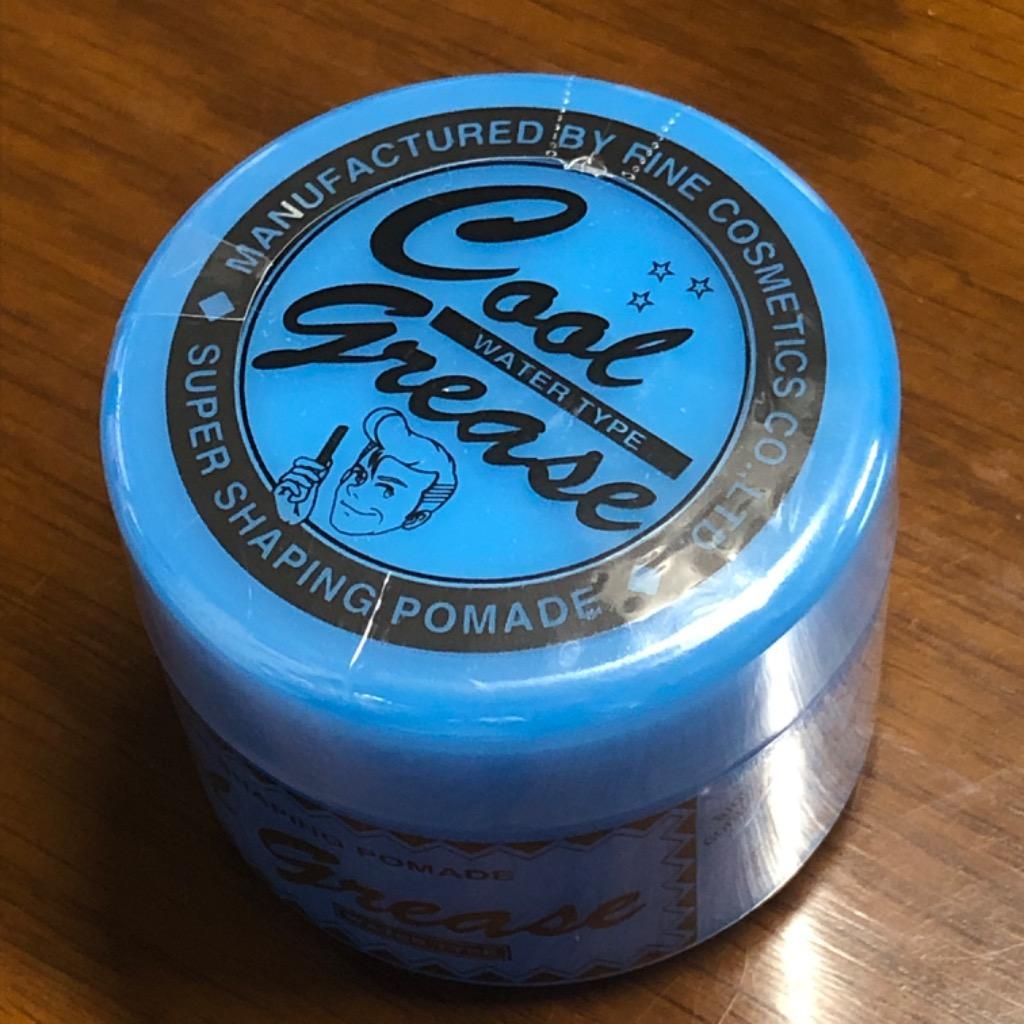 MANUFACTURED BY FINE COSMETICS CO.LTD
Cool
WATER TYPE
Grease
SUPER SHAPING POMADE
SHAPING POMADE
Grease